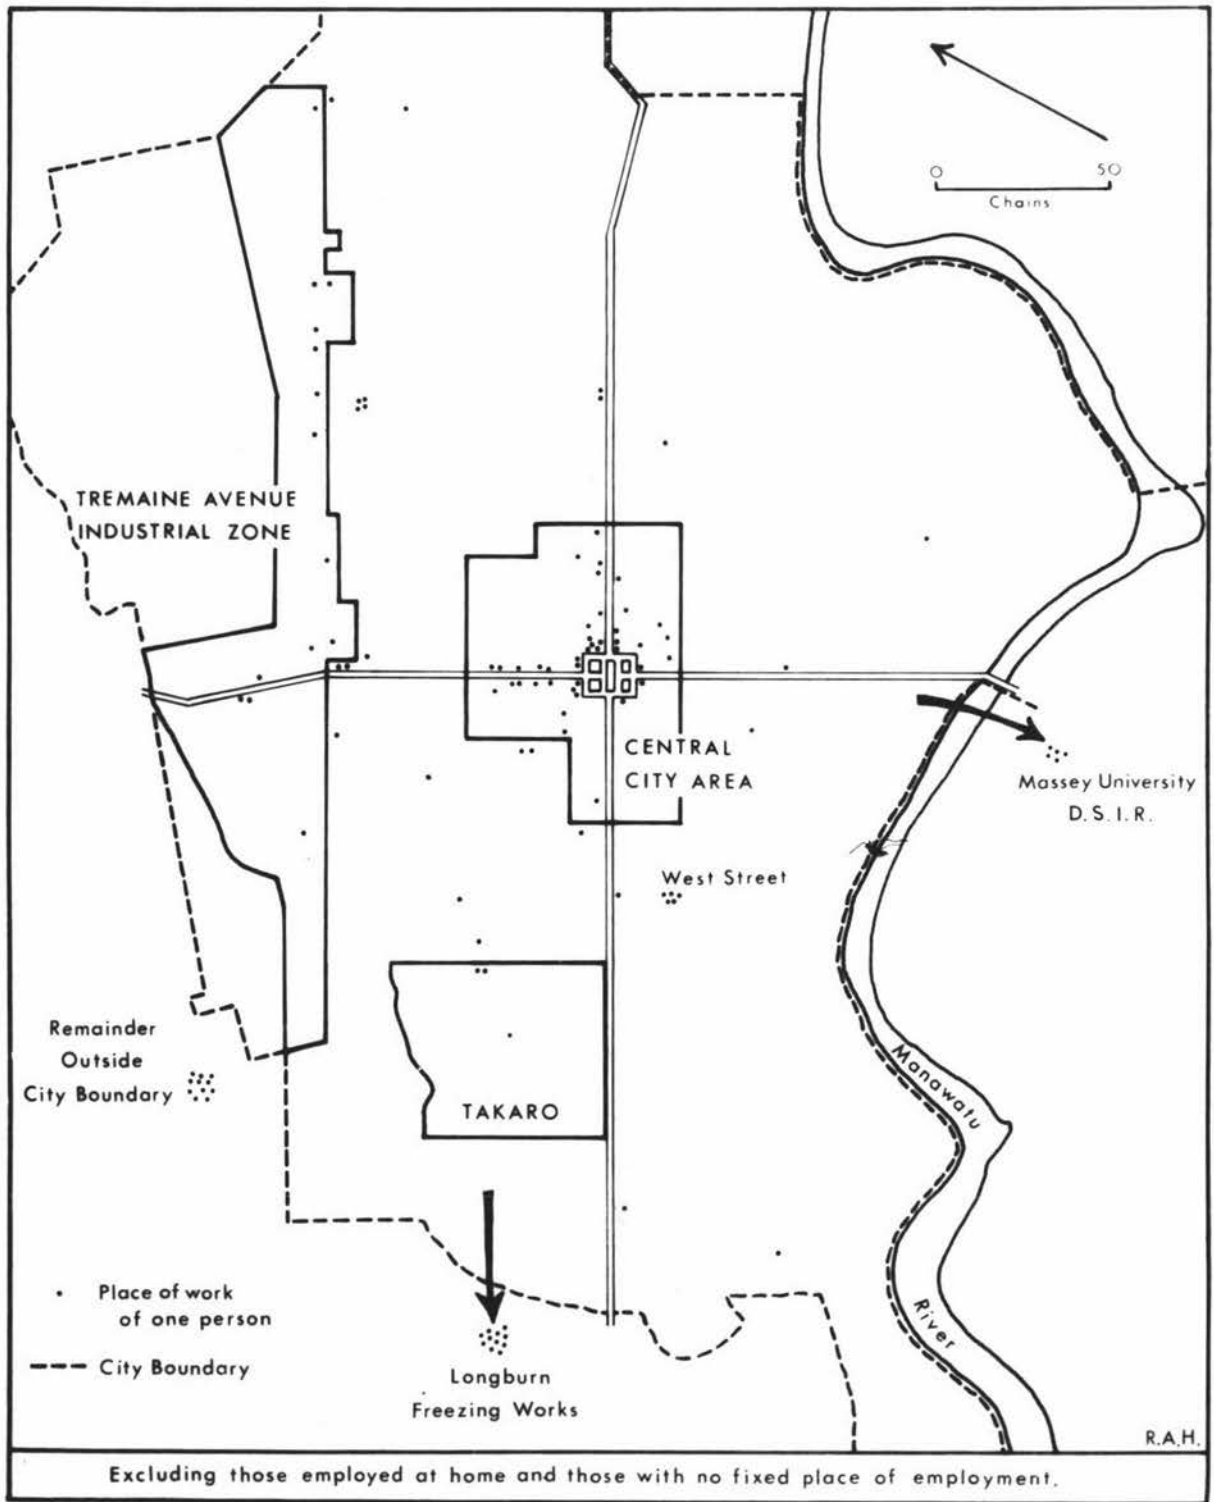 0 50
Chains
TREMAINE AVENUE
INDUSTRIAL ZONE
CENTRAL
CITY AREA
Massey University
D.S.I.R.
West Street
Remainder
Outside
City Boundary
TAKARO
Manawatu
River
Place of work
of one person
City Boundary
Longburn
Freezing Works
R.A.H.
Excluding those employed at home and those with no fixed place of employment.